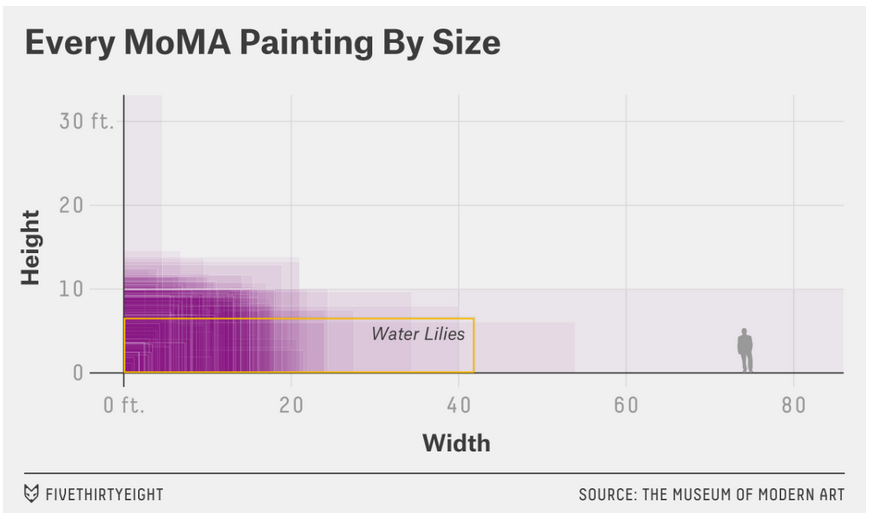 Every MoMA Painting By Size
30 ft.
20
10
0
Height
Water Lilies
0 ft.
20
40
60
80
Width
FIVETHIRTYEIGHT
SOURCE: THE MUSEUM OF MODERN ART